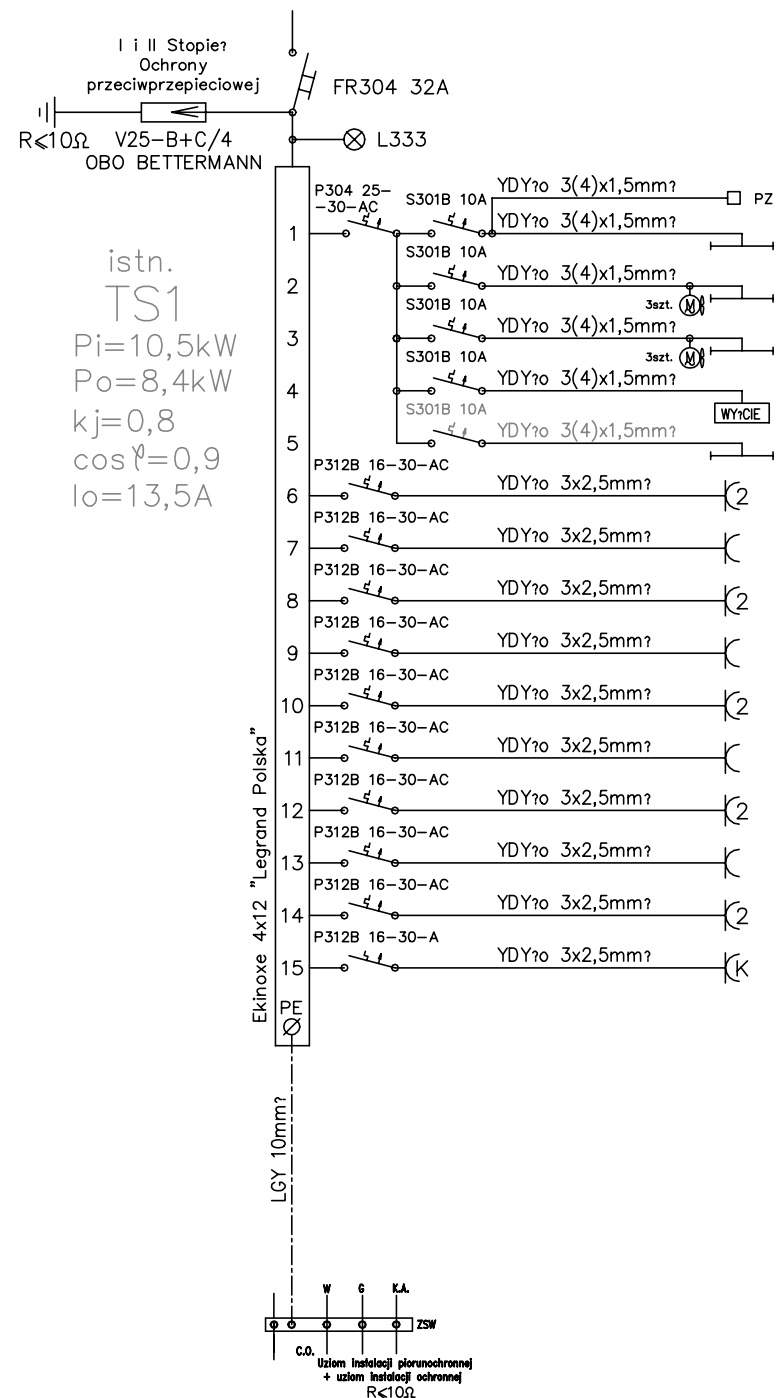 I i II Stopie?
Ochrony
przeciwprzepieciowej
FR304 32A
R≤10Ω
V25-B+C/4
OBO BETTERMANN
L333
istn.
TS1
Pi=10,5kW
Po=8,4kW
kj=0,8
cosφ=0,9
Io=13,5A
P304 25-
-30-AC
S301B 10A
YDY?o 3(4)x1,5mm?
PZ
1
YDY?o 3(4)x1,5mm?
S301B 10A
2
YDY?o 3(4)x1,5mm?
3szt.
M
S301B 10A
3
YDY?o 3(4)x1,5mm?
3szt.
M
S301B 10A
4
YDY?o 3(4)x1,5mm?
WY?CIE
S301B 10A
5
YDY?o 3(4)x1,5mm?
P312B 16-30-AC
6
YDY?o 3x2,5mm?
2
P312B 16-30-AC
7
YDY?o 3x2,5mm?
P312B 16-30-AC
8
YDY?o 3x2,5mm?
2
P312B 16-30-AC
9
YDY?o 3x2,5mm?
P312B 16-30-AC
10
YDY?o 3x2,5mm?
2
P312B 16-30-AC
11
YDY?o 3x2,5mm?
P312B 16-30-AC
12
YDY?o 3x2,5mm?
2
P312B 16-30-AC
13
YDY?o 3x2,5mm?
P312B 16-30-AC
14
YDY?o 3x2,5mm?
2
P312B 16-30-A
15
YDY?o 3x2,5mm?
K
Ekinoxe 4x12 "Legrand Polska"
PE
LGY 10mm?
W
G
K.A.
ZSW
C.O.
Uziom instalacji piorunochronnej
+ uziom instalacji ochronnej
R≤10Ω